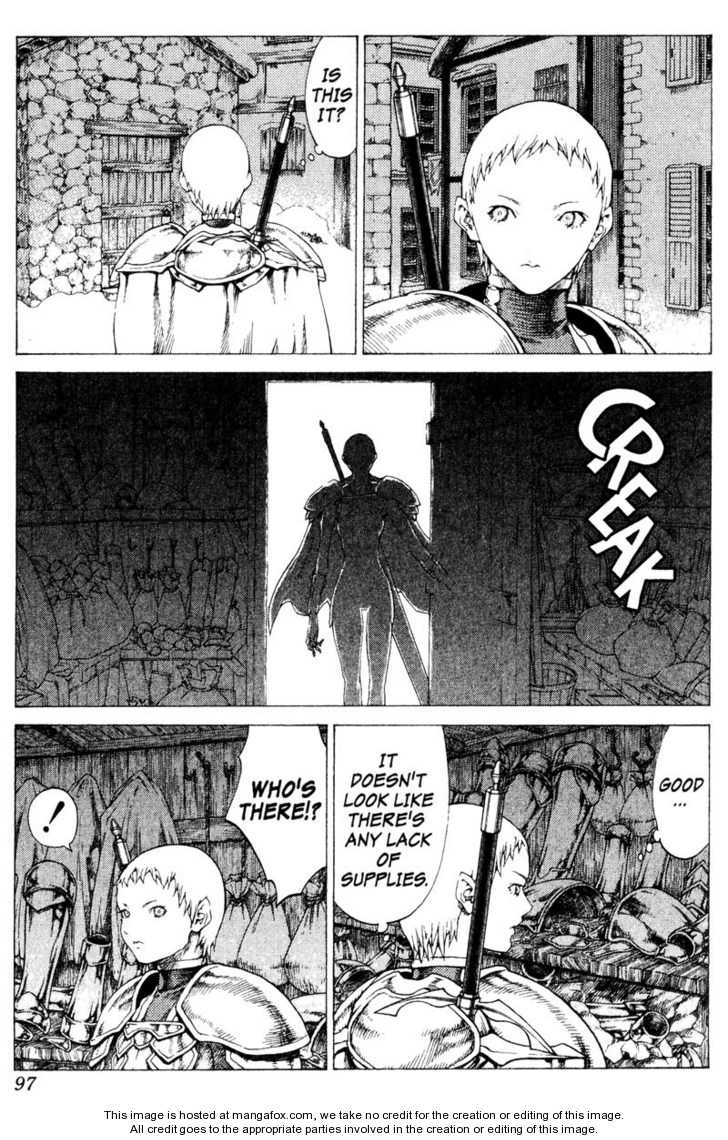 IS
THIS
IT?
CREAK
GOOD
...
IT
DOESN'T
LOOK LIKE
THERE'S
ANY LACK
OF
SUPPLIES.
WHO'S
THERE!?
!
97
This image is hosted at mangafox.com, we take no credit for the creation or editing of this image.
All credit goes to the appropriate parties involved in the creation or editing of this image.